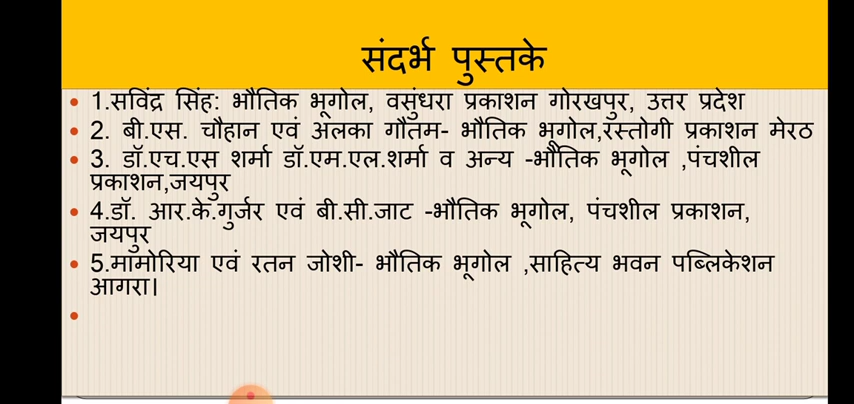 संदर्भ पुस्तके
1.सविंद्र सिंह: भौतिक भूगोल, वसुंधरा प्रकाशन गोरखपुर, उत्तर प्रदेश
2. बी.एस. चौहान एवं अलका गौतम- भौतिक भूगोल,रस्तोगी प्रकाशन मेरठ
3. डॉ.एच.एस शर्मा डॉ.एम.एल.शर्मा व अन्य -भौतिक भूगोल ,पंचशील
प्रकाशन,जयपुर
4.डॉ. आर.के.गुर्जर एवं बी.सी.जाट -भौतिक भूगोल, पंचशील प्रकाशन,
जयपुर
5.मामोरिया एवं रतन जोशी- भौतिक भूगोल ,साहित्य भवन पब्लिकेशन
आगरा।